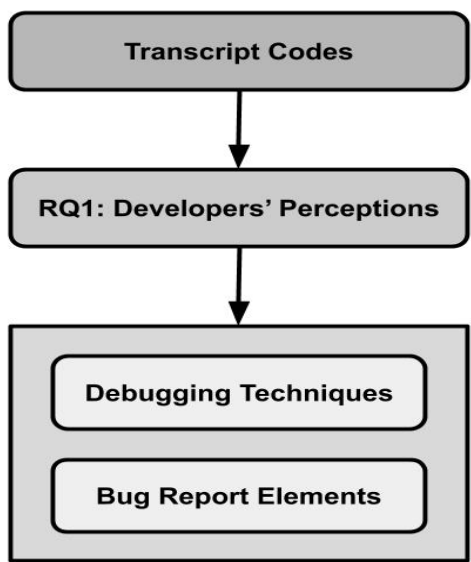 Transcript Codes
RQ1: Developers’ Perceptions
Debugging Techniques
Bug Report Elements